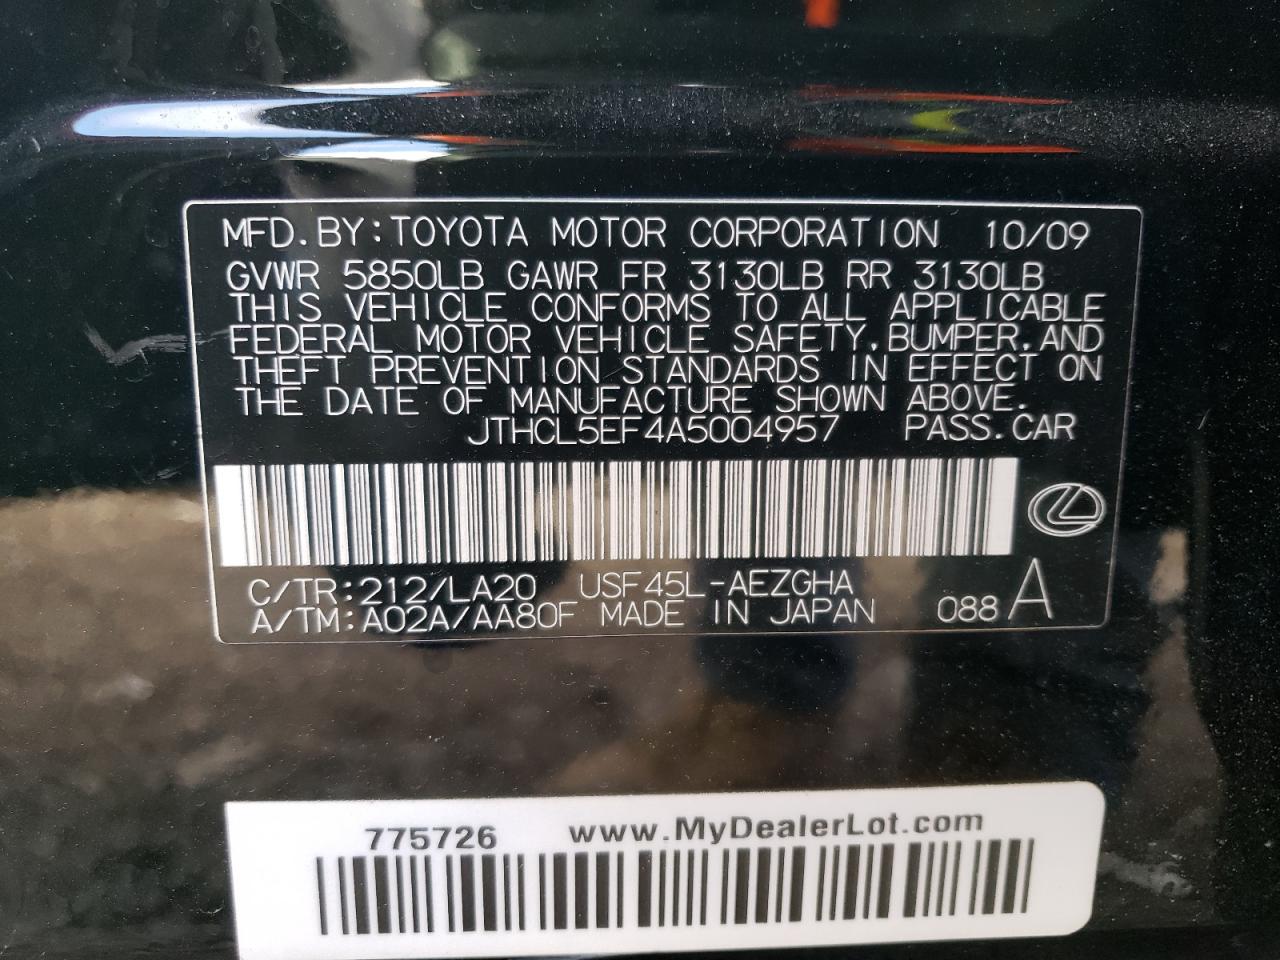 MFD. BY: TOYOTA MOTOR CORPORATION 10/09
GVWR 5850LB GAWR FR 3130LB RR 3130LB
THIS VEHICLE CONFORMS TO ALL APPLICABLE
FEDERAL MOTOR VEHICLE SAFETY, BUMPER, AND
THEFT PREVENTION STANDARDS IN EFFECT ON
THE DATE OF MANUFACTURE SHOWN ABOVE.
JTHCL5EF4A5004957 PASS. CAR
C/TR: 212/LA20 USF45L-AEZGHA
A/TM: A02A/AA80F MADE IN JAPAN 088 A
775726 www.MyDealerLot.com